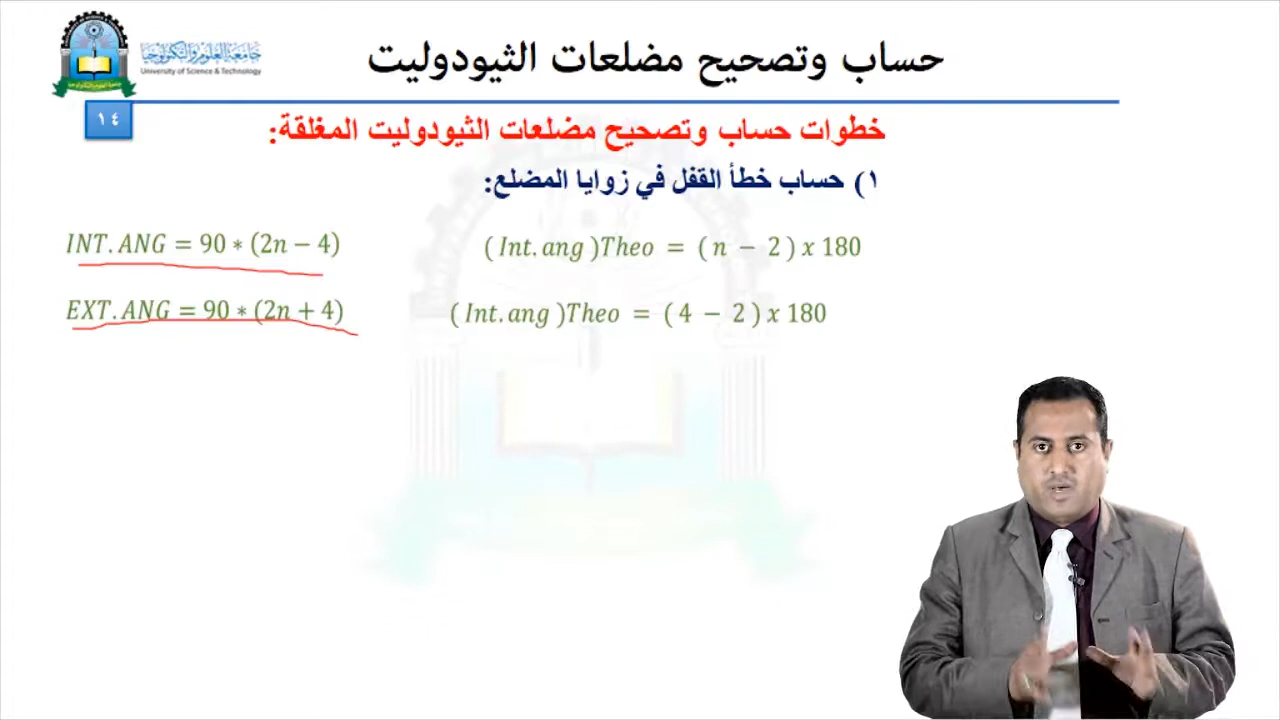 جامعة العلوم والتكنولوجيا
University of Science & Technology
حساب وتصحيح مضلعات الثيودوليت
١٤
خطوات حساب وتصحيح مضلعات الثيودوليت المغلقة:
١) حساب خطأ القفل في زوايا المضلع:
INT.ANG = 90 ∗ (2n − 4)
( Int. ang )Theo = ( n − 2 ) x 180
EXT.ANG = 90 ∗ (2n + 4)
( Int. ang )Theo = ( 4 − 2 ) x 180